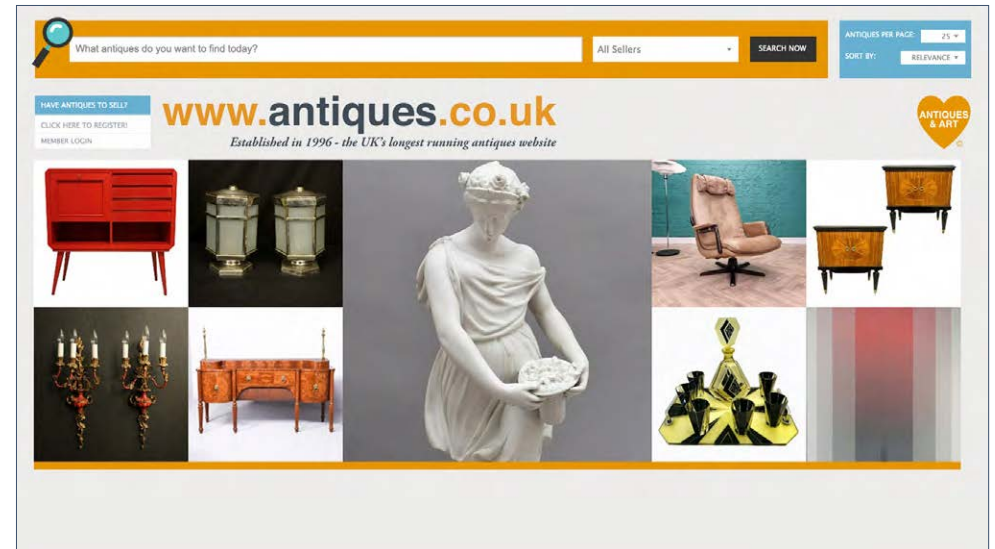 What antiques do you want to find today?
All Sellers
SEARCH NOW
ANTIQUES PER PAGE:
25
SORT BY:
RELEVANCE
HAVE ANTIQUES TO SELL?
CLICK HERE TO REGISTER!
MEMBER LOGIN
www.antiques.co.uk
Established in 1996 - the UK's longest running antiques website
ANTIQUES
& ART